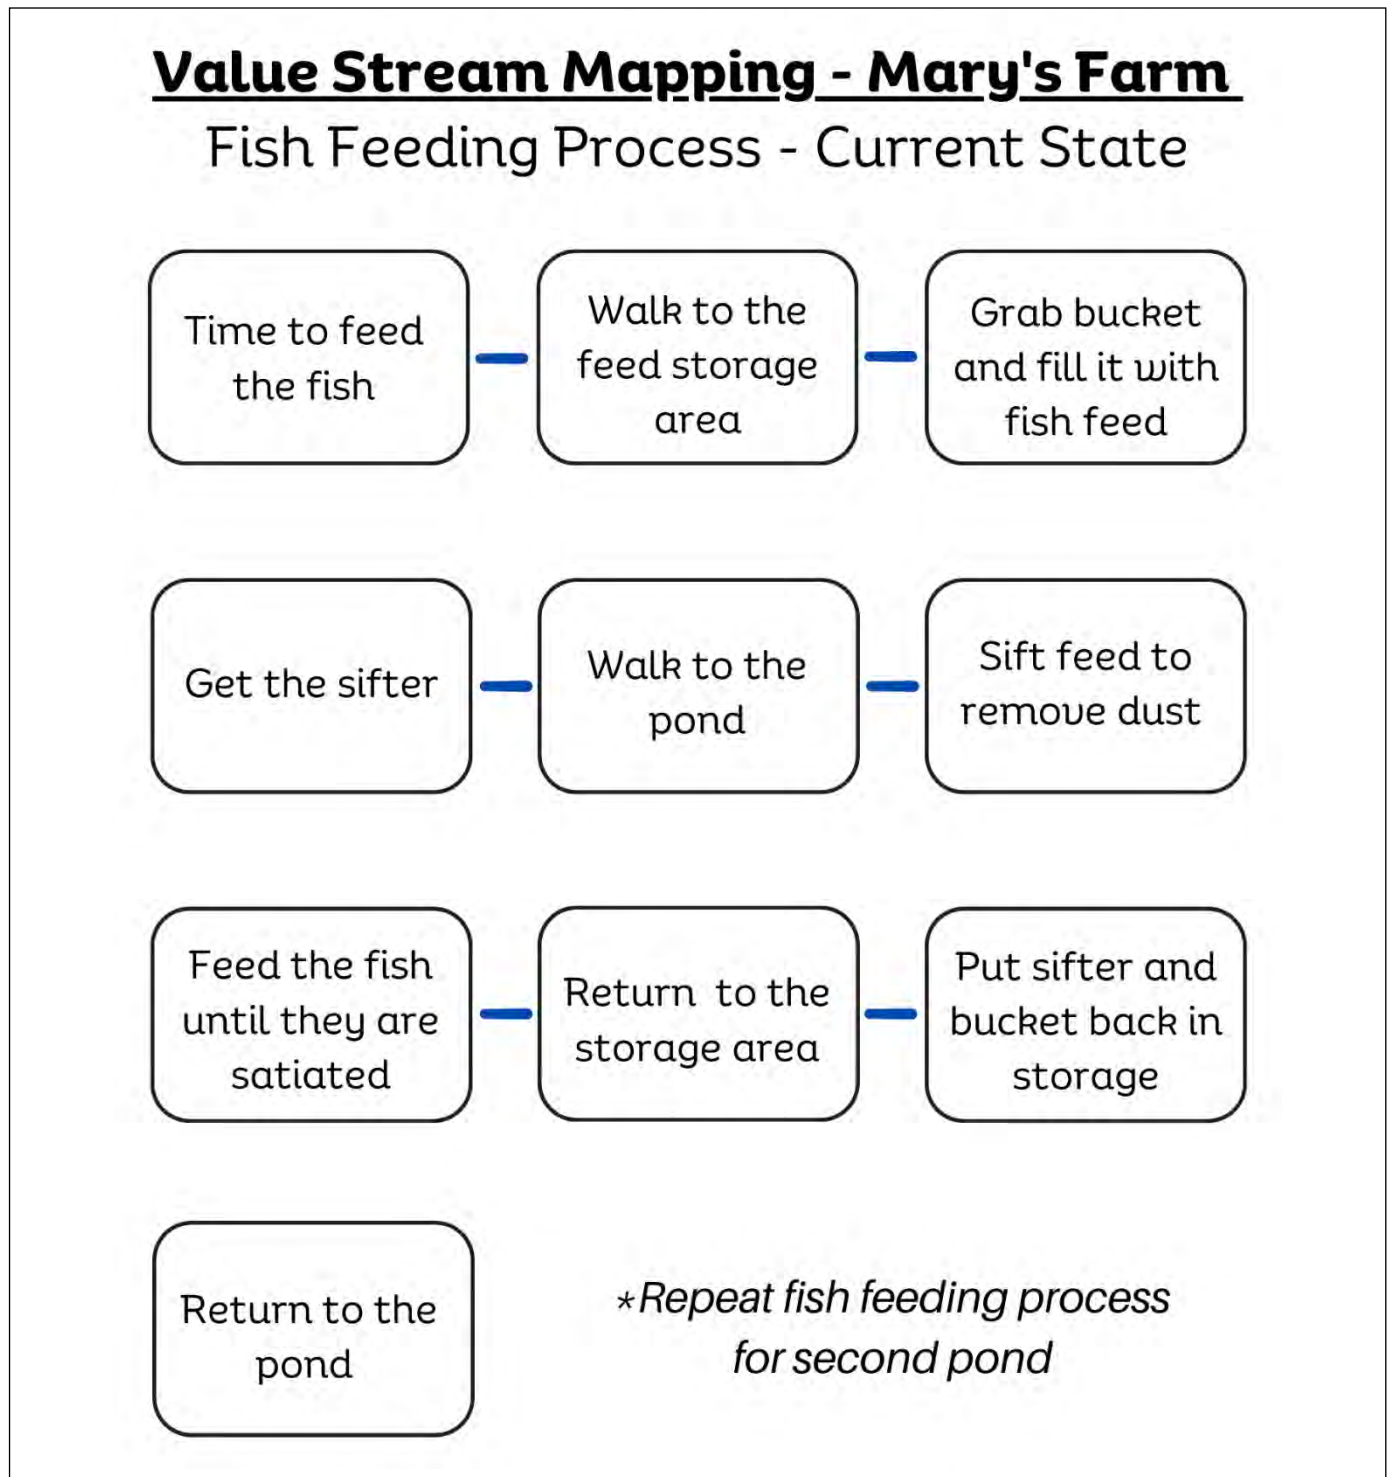 Value Stream Mapping - Mary's Farm
Fish Feeding Process - Current State
Time to feed
the fish
Walk to the
feed storage
area
Grab bucket
and fill it with
fish feed
Get the sifter
Walk to the
pond
Sift feed to
remove dust
Feed the fish
until they are
satiated
Return to the
storage area
Put sifter and
bucket back in
storage
Return to the
pond
*Repeat fish feeding process
for second pond